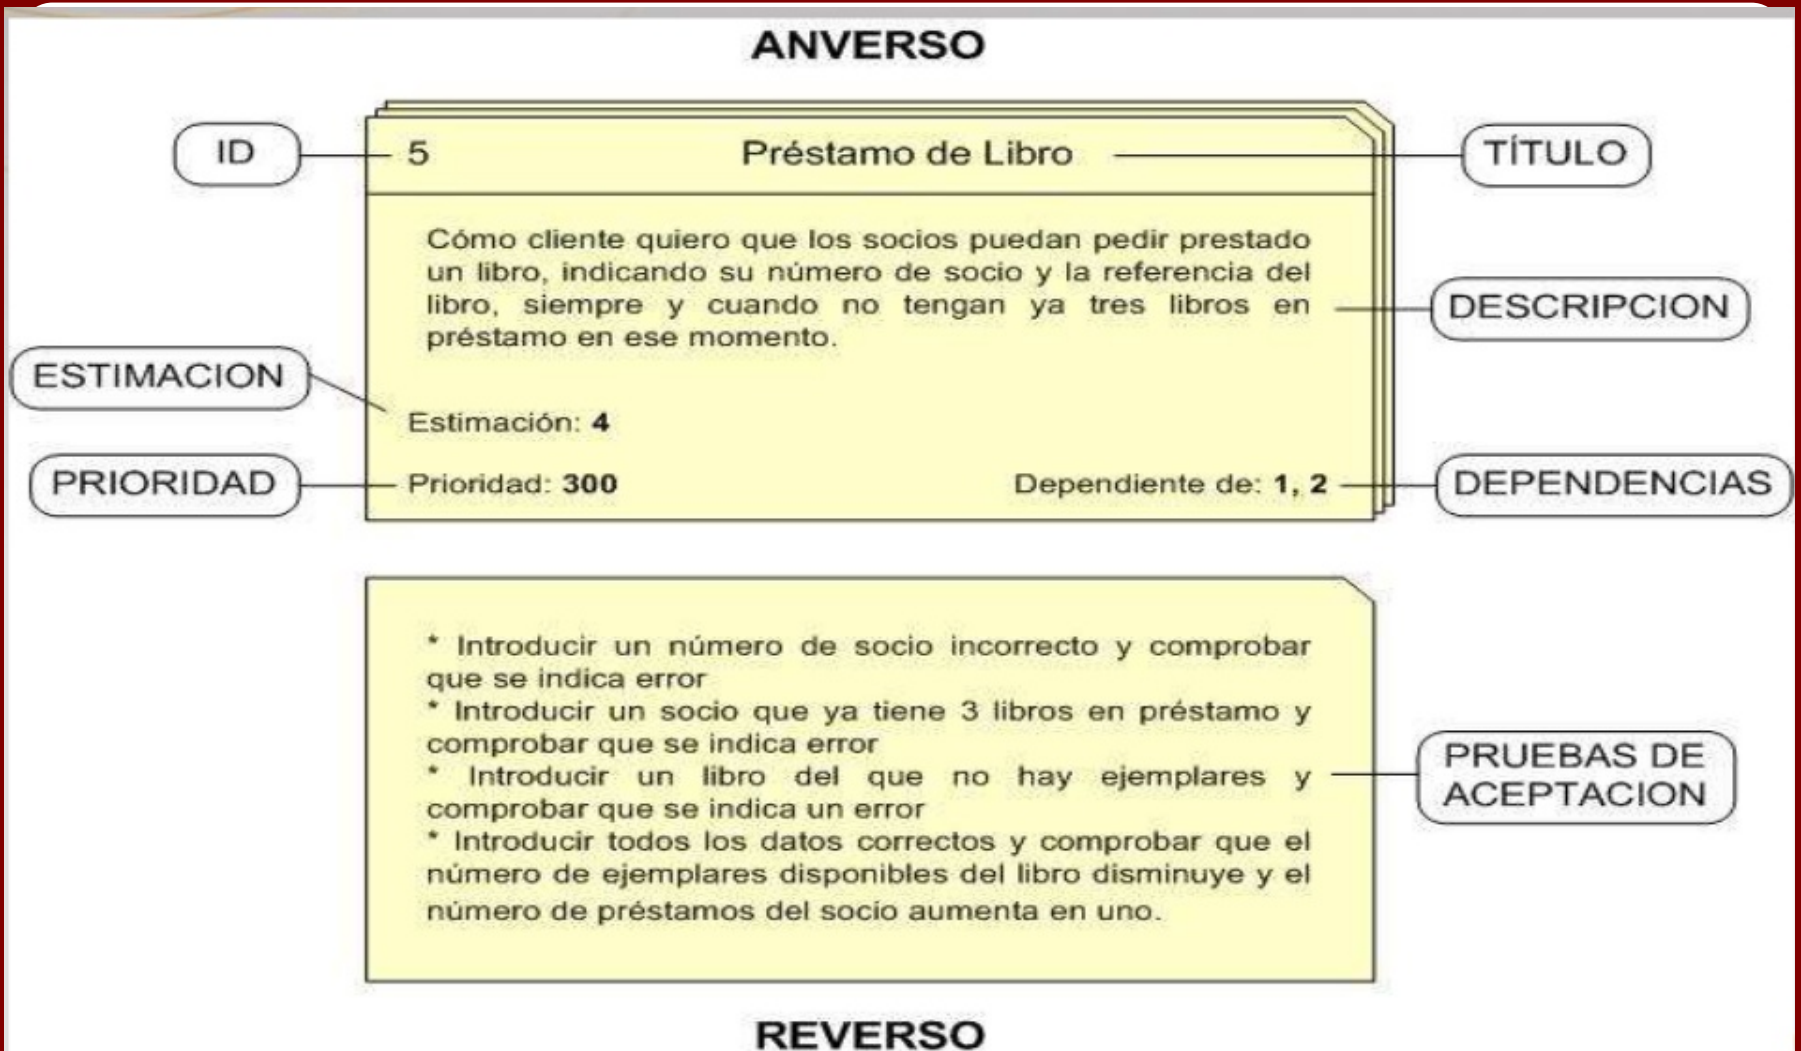 ANVERSO
ID
5
Préstamo de Libro
TÍTULO
Cómo cliente quiero que los socios puedan pedir prestado
un libro, indicando su número de socio y la referencia del
libro, siempre y cuando no tengan ya tres libros en
préstamo en ese momento.
DESCRIPCION
ESTIMACION
Estimación: 4
PRIORIDAD
Prioridad: 300
Dependiente de: 1, 2
DEPENDENCIAS
* Introducir un número de socio incorrecto y comprobar
que se indica error
* Introducir un socio que ya tiene 3 libros en préstamo y
comprobar que se indica error
* Introducir un libro del que no hay ejemplares y
comprobar que se indica un error
* Introducir todos los datos correctos y comprobar que el
número de ejemplares disponibles del libro disminuye y el
número de préstamos del socio aumenta en uno.
PRUEBAS DE
ACEPTACION
REVERSO